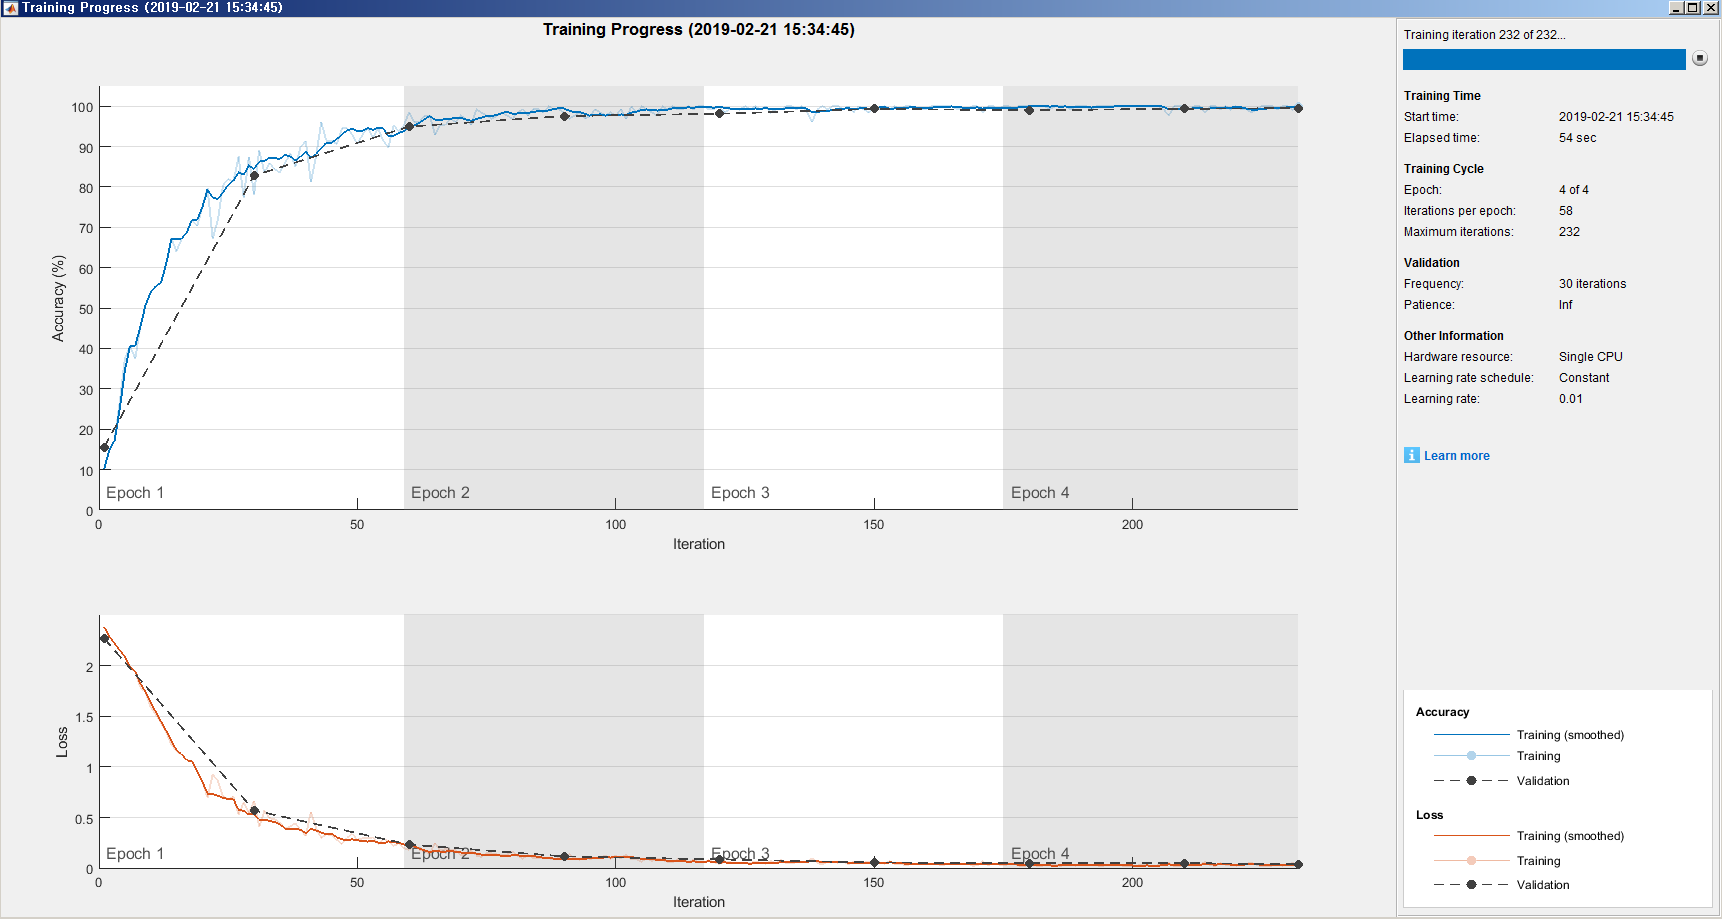 Training Progress (2019-02-21 15:34:45)
Training Progress (2019-02-21 15:34:45)
100
90
80
70
60
50
40
30
20
10
0
Accuracy (%)
Epoch 1
Epoch 2
Epoch 3
Epoch 4
0
50
100
150
200
Iteration
2
1.5
1
0.5
0
Loss
Epoch 1
Epoch 2
Epoch 3
Epoch 4
0
50
100
150
200
Iteration
Training iteration 232 of 232...
Training Time
Start time: 2019-02-21 15:34:45
Elapsed time: 54 sec
Training Cycle
Epoch: 4 of 4
Iterations per epoch: 58
Maximum iterations: 232
Validation
Frequency: 30 iterations
Patience: Inf
Other Information
Hardware resource: Single CPU
Learning rate schedule: Constant
Learning rate: 0.01
i Learn more
Accuracy
Training (smoothed)
Training
Validation
Loss
Training (smoothed)
Training
Validation